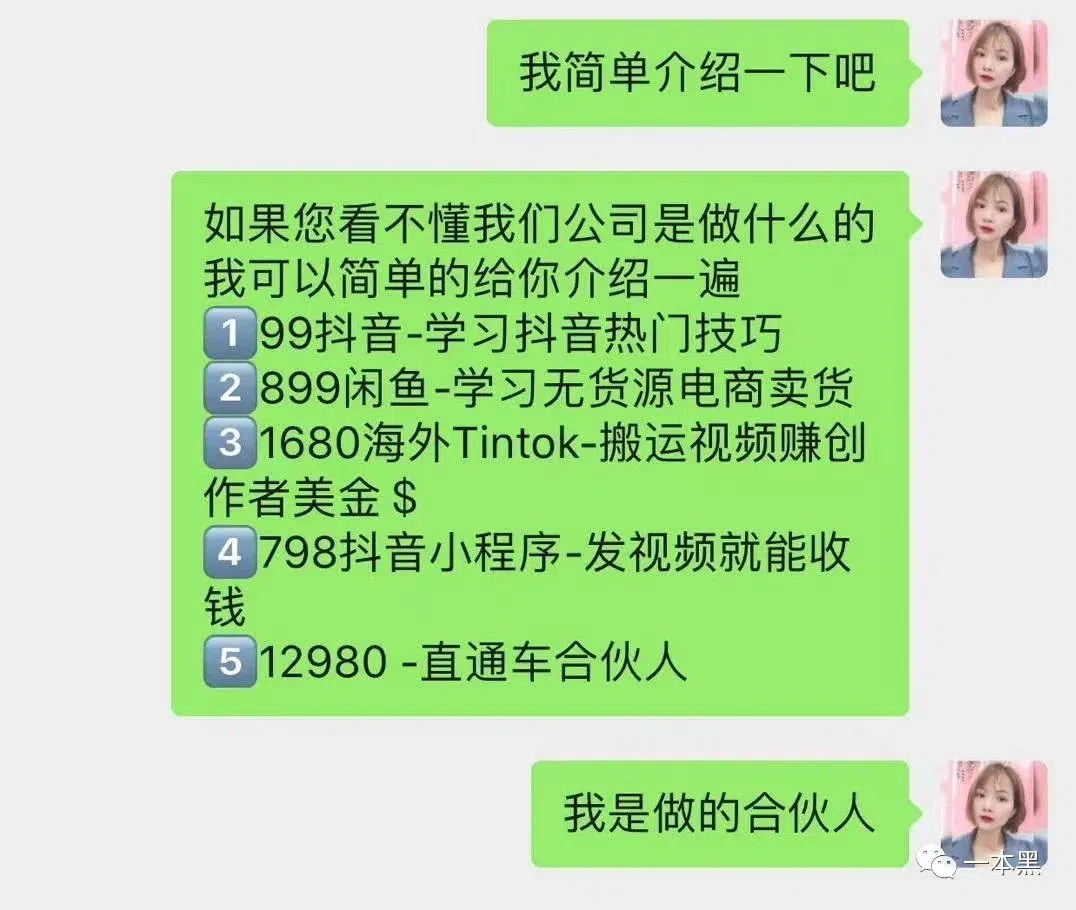 我简单介绍一下吧
如果您看不懂我们公司是做什么的
我可以简单的给你介绍一遍
1️⃣99抖音-学习抖音热门技巧
2️⃣899闲鱼-学习无货源电商卖货
3️⃣1680海外Tintok-搬运视频赚创
作者美金$
4️⃣798抖音小程序-发视频就能收
钱
5️⃣12980 -直通车合伙人
我是做的合伙人
一本黑